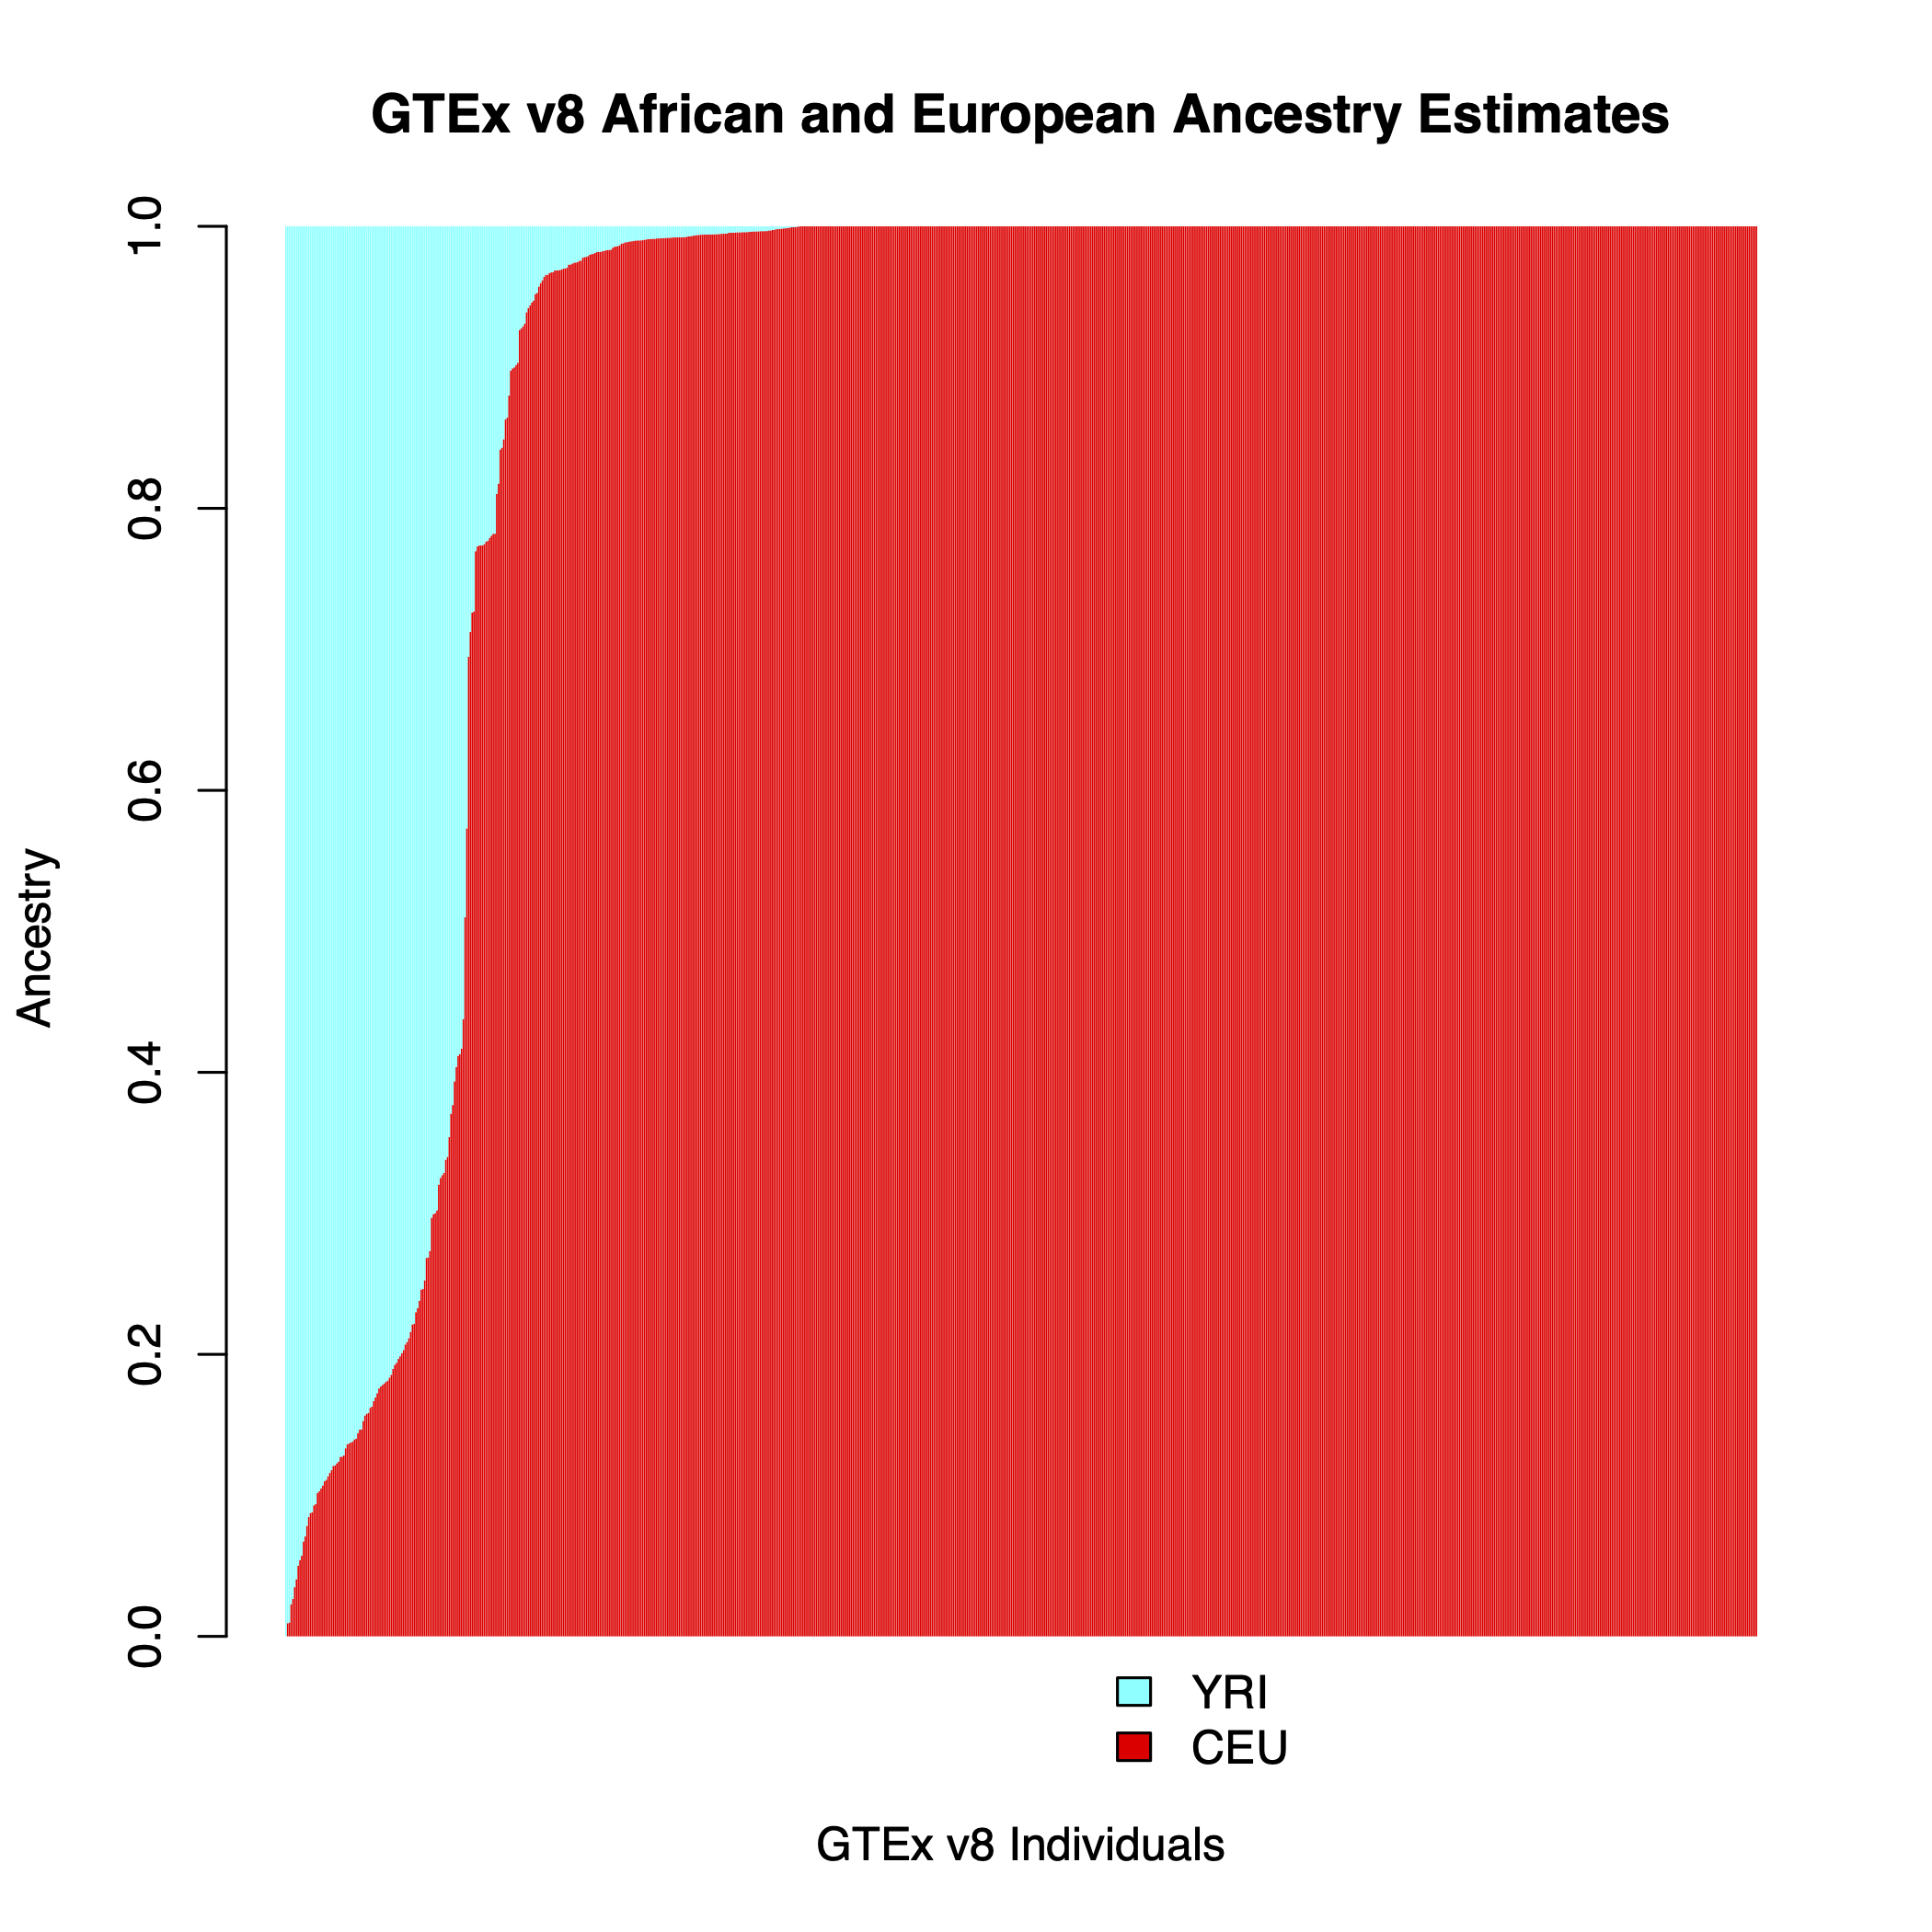 GTEx v8 African and European Ancestry Estimates
1.0
0.8
0.6
0.4
0.2
0.0
Ancestry
YRI
CEU
GTEx v8 Individuals